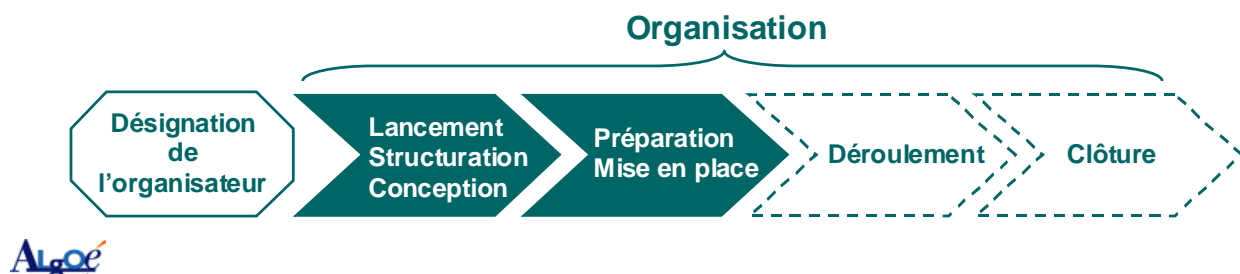 Organisation
Désignation
de
l'organisateur
Lancement
Structuration
Conception
Préparation
Mise en place
Déroulement
Clôture
ALgOé